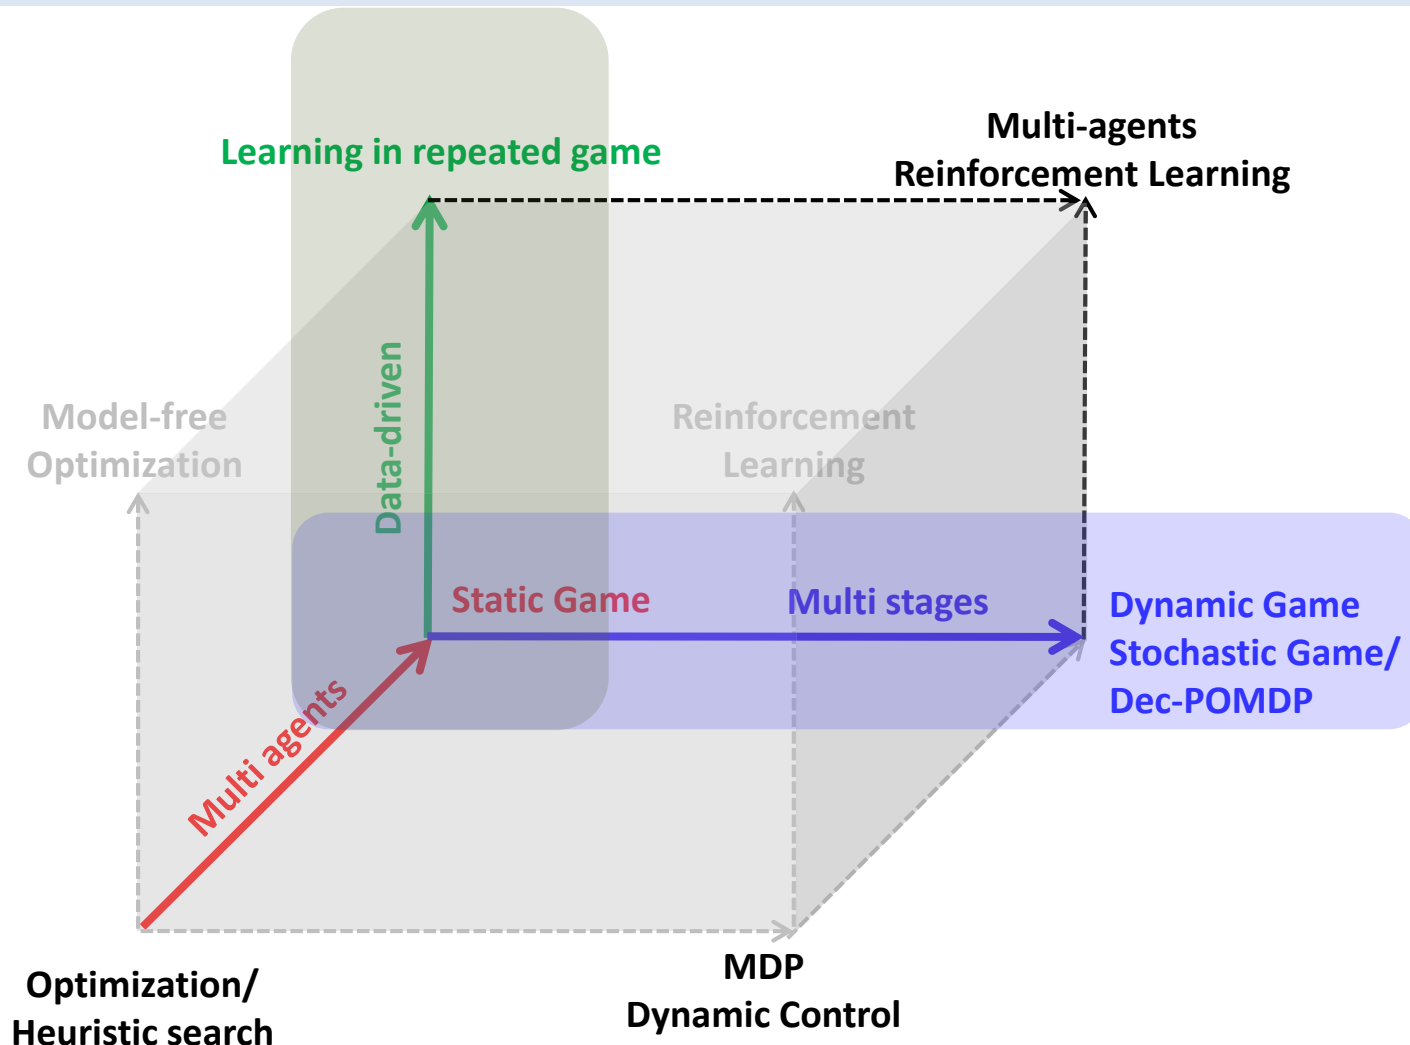 Learning in repeated game
Multi-agents
Reinforcement Learning
Data-driven
Model-free
Optimization
Reinforcement
Learning
Static Game
Multi stages
Dynamic Game
Stochastic Game/
Dec-POMDP
Multi agents
Optimization/
Heuristic search
MDP
Dynamic Control